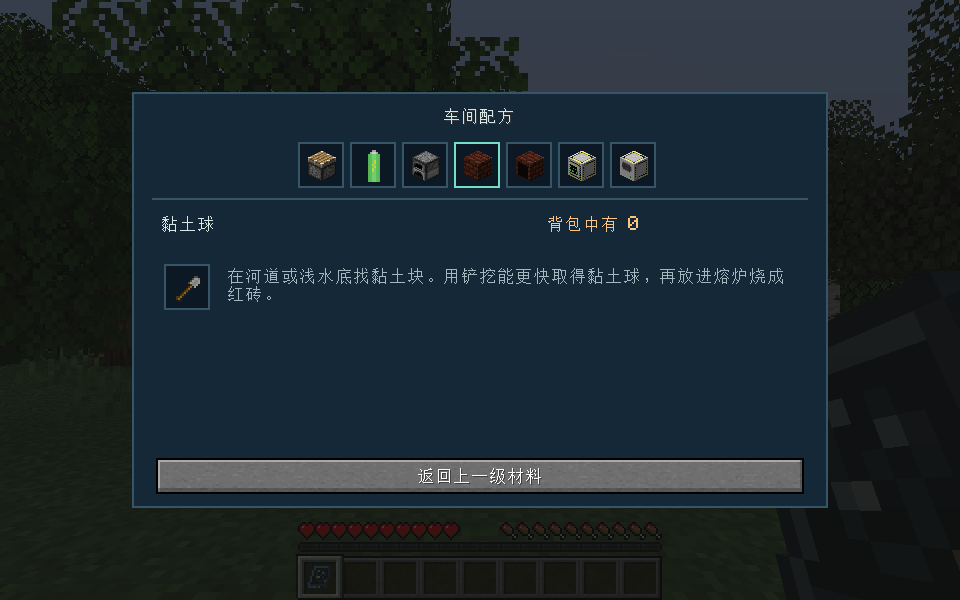 车间配方
黏土球
背包中有 0
在河道或浅水底找黏土块。用铲挖能更快取得黏土球，再放进熔炉烧成
红砖。
返回上一级材料